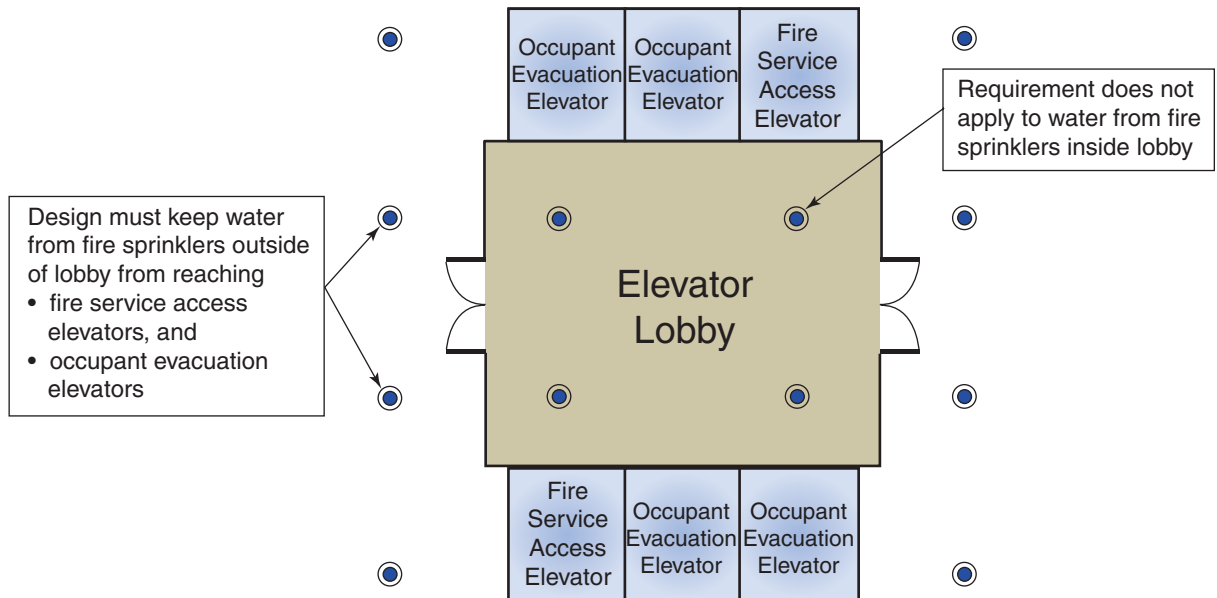 Occupant
Evacuation
Elevator
Occupant
Evacuation
Elevator
Fire
Service
Access
Elevator
Requirement does not
apply to water from fire
sprinklers inside lobby
Design must keep water
from fire sprinklers outside
of lobby from reaching
• fire service access
elevators, and
• occupant evacuation
elevators
Elevator
Lobby
Fire
Service
Access
Elevator
Occupant
Evacuation
Elevator
Occupant
Evacuation
Elevator